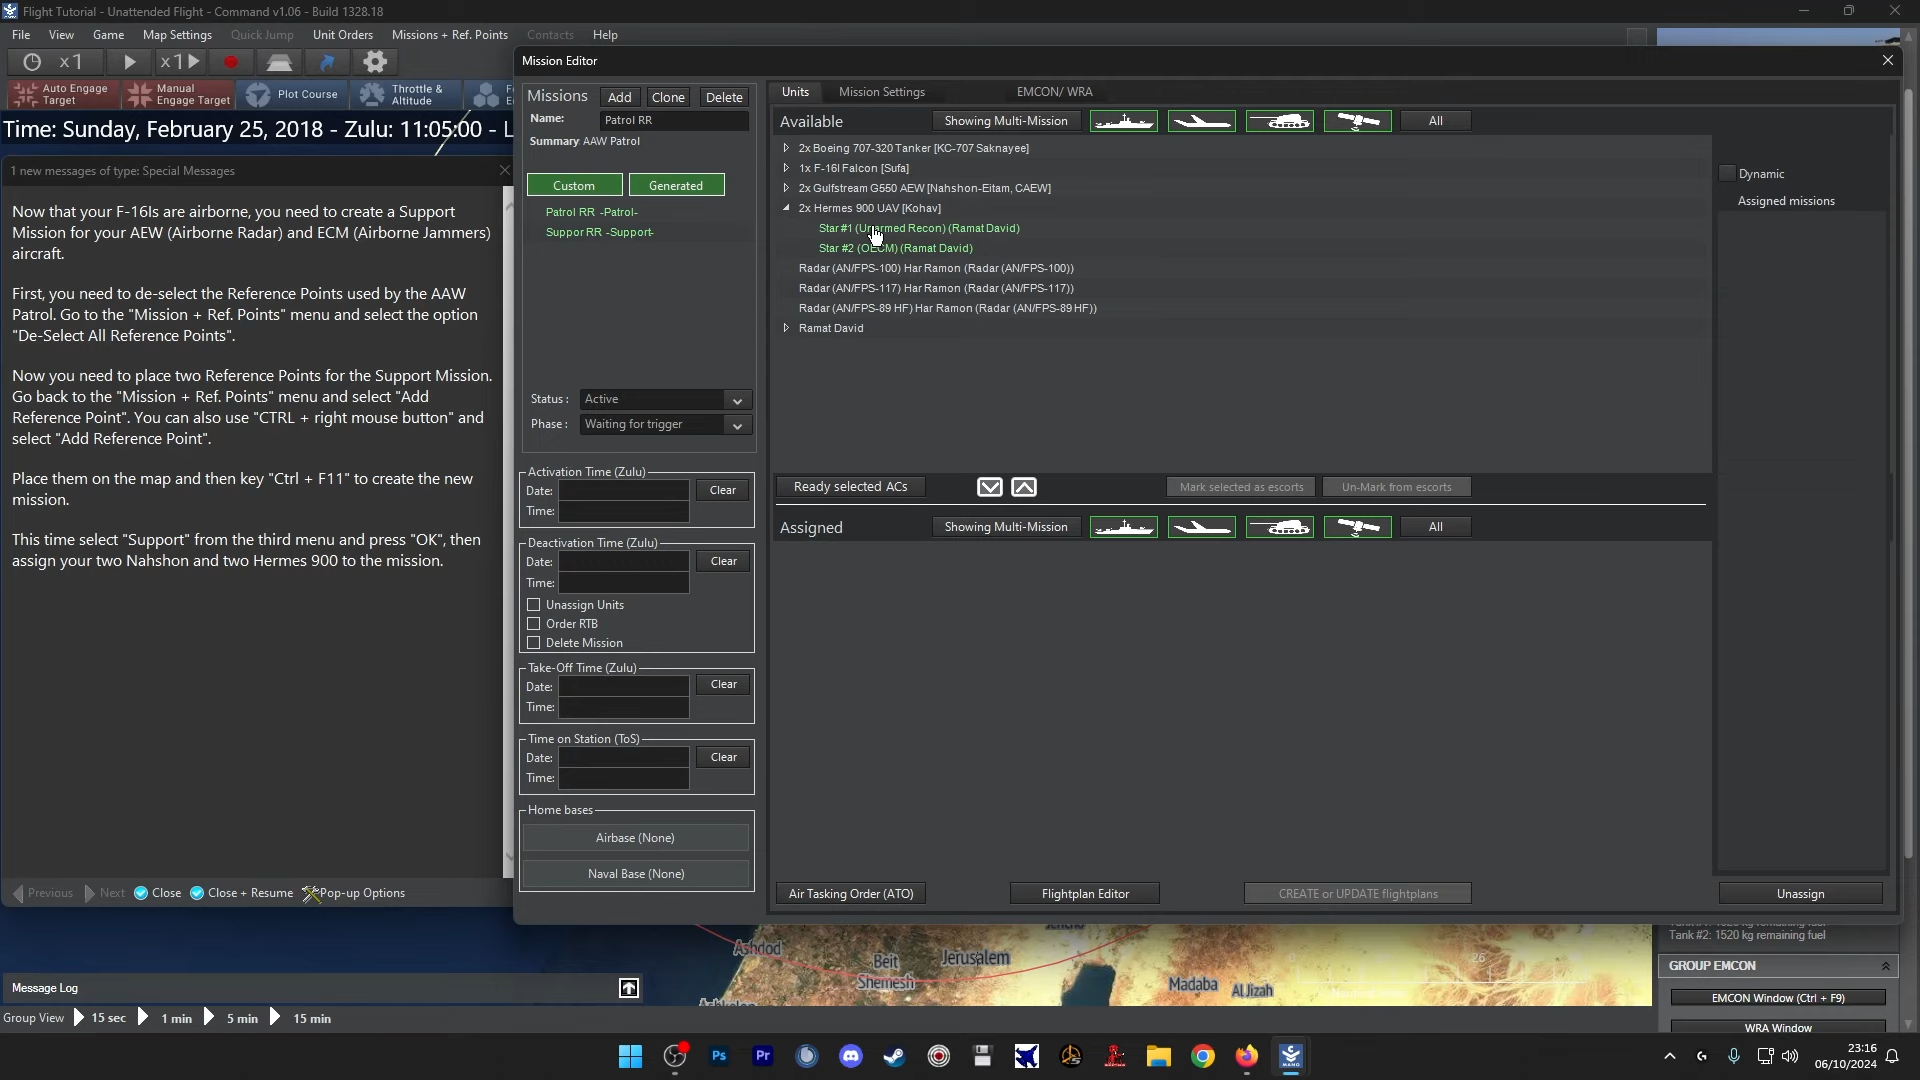 Flight Tutorial - Unattended Flight - Command v1.06 - Build 1328.18
File View Game Map Settings Quick Jump Unit Orders Missions + Ref. Points Contacts Help
x1 x1
Auto Engage Target Manual Engage Target Plot Course Throttle & Altitude
Time: Sunday, February 25, 2018 - Zulu: 11:05:00 - L
1 new messages of type: Special Messages
Now that your F-16Is are airborne, you need to create a Support
Mission for your AEW (Airborne Radar) and ECM (Airborne Jammers)
aircraft.
First, you need to de-select the Reference Points used by the AAW
Patrol. Go to the "Mission + Ref. Points" menu and select the option
"De-Select All Reference Points".
Now you need to place two Reference Points for the Support Mission.
Go back to the "Mission + Ref. Points" menu and select "Add
Reference Point". You can also use "CTRL + right mouse button" and
select "Add Reference Point".
Place them on the map and then key "Ctrl + F11" to create the new
mission.
This time select "Support" from the third menu and press "OK", then
assign your two Nahshon and two Hermes 900 to the mission.
Previous Next Close Close + Resume Pop-up Options
Mission Editor
Missions Add Clone Delete
Name: Patrol RR
Summary AAW Patrol
Custom Generated
Patrol RR -Patrol-
Suppor RR -Support-
Status: Active
Phase: Waiting for trigger
Activation Time (Zulu)
Date: Clear
Time:
Deactivation Time (Zulu)
Date: Clear
Time:
Unassign Units
Order RTB
Delete Mission
Take-Off Time (Zulu)
Date: Clear
Time:
Time on Station (ToS)
Date: Clear
Time:
Home bases
Airbase (None)
Naval Base (None)
Units Mission Settings EMCON/ WRA
Available Showing Multi-Mission All
2x Boeing 707-320 Tanker [KC-707 Saknayee]
1x F-16I Falcon [Sufa]
2x Gulfstream G550 AEW [Nahshon-Eitam, CAEW]
2x Hermes 900 UAV [Kohav]
Star #1 (Unarmed Recon) (Ramat David)
Star #2 (OECM) (Ramat David)
Radar (AN/FPS-100) Har Ramon (Radar (AN/FPS-100))
Radar (AN/FPS-117) Har Ramon (Radar (AN/FPS-117))
Radar (AN/FPS-89 HF) Har Ramon (Radar (AN/FPS-89 HF))
Ramat David
Ready selected ACs Mark selected as escorts Un-Mark from escorts
Assigned Showing Multi-Mission All
Dynamic
Assigned missions
Air Tasking Order (ATO) Flightplan Editor CREATE or UPDATE flightplans Unassign
Ashdod
Beit
Shemesh
Jerusalem
Madaba
Al Jizah
26
0
Tank #2: 1520 kg remaining fuel
GROUP EMCON
EMCON Window (Ctrl + F9)
WRA Window
Message Log
Group View 15 sec 1 min 5 min 15 min
Ps Pr
23:16
06/10/2024